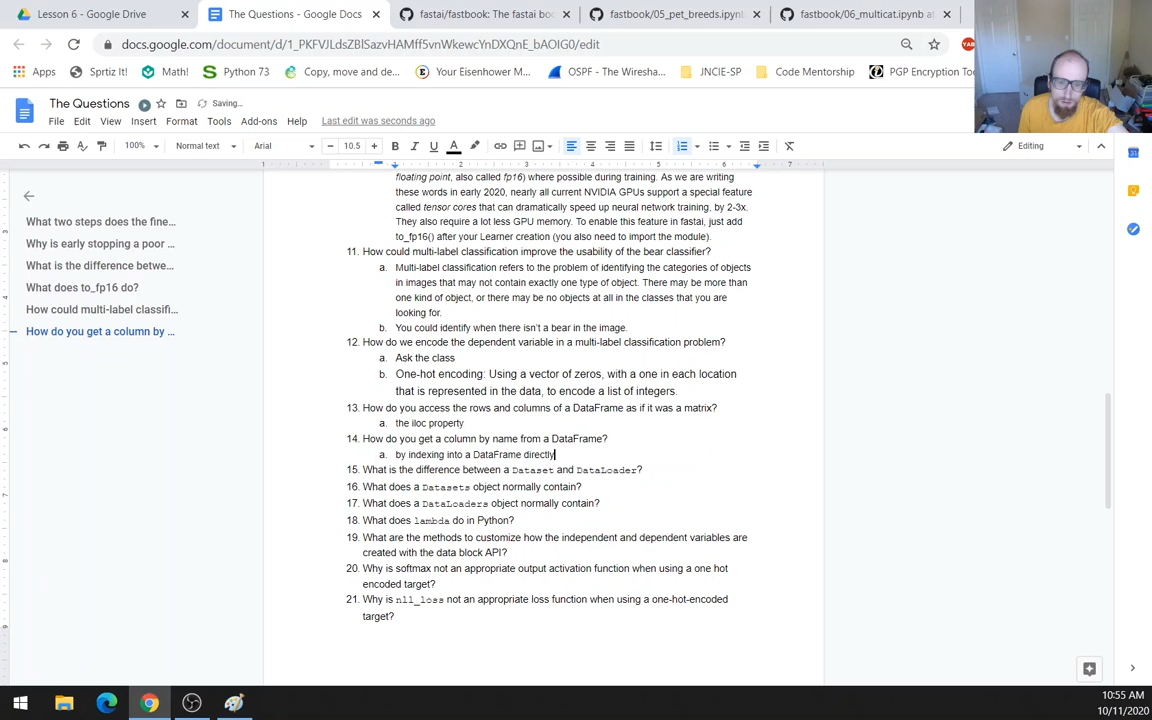 Lesson 6 - Google Drive
The Questions - Google Docs
fastai/fastbook: The fastai boo
fastbook/05_pet_breeds.ipynb
fastbook/06_multicat.ipynb at
docs.google.com/document/d/1_PKFVJLdsZBlSazvHAMff5vnWkewcYnDXQnE_bAOIG0/edit
Apps
Sprtiz It!
Math!
Python 73
Copy, move and de...
Your Eisenhower M...
OSPF - The Wiresha...
JNCIE-SP
Code Mentorship
PGP Encryption Too
The Questions
Saving...
File Edit View Insert Format Tools Add-ons Help Last edit was seconds ago
100% Normal text Arial 10.5 Editing
1 2 3 4 5 6 7
What two steps does the fine...
Why is early stopping a poor ...
What is the difference betwe...
What does to_fp16 do?
How could multi-label classifi...
How do you get a column by ...
floating point, also called fp16) where possible during training. As we are writing
these words in early 2020, nearly all current NVIDIA GPUs support a special feature
called tensor cores that can dramatically speed up neural network training, by 2-3x.
They also require a lot less GPU memory. To enable this feature in fastai, just add
to_fp16() after your Learner creation (you also need to import the module).
11. How could multi-label classification improve the usability of the bear classifier?
a. Multi-label classification refers to the problem of identifying the categories of objects
in images that may not contain exactly one type of object. There may be more than
one kind of object, or there may be no objects at all in the classes that you are
looking for.
b. You could identify when there isn't a bear in the image.
12. How do we encode the dependent variable in a multi-label classification problem?
a. Ask the class
b. One-hot encoding: Using a vector of zeros, with a one in each location
that is represented in the data, to encode a list of integers.
13. How do you access the rows and columns of a DataFrame as if it was a matrix?
a. the iloc property
14. How do you get a column by name from a DataFrame?
a. by indexing into a DataFrame directly
15. What is the difference between a Dataset and DataLoader?
16. What does a Datasets object normally contain?
17. What does a DataLoaders object normally contain?
18. What does lambda do in Python?
19. What are the methods to customize how the independent and dependent variables are
created with the data block API?
20. Why is softmax not an appropriate output activation function when using a one hot
encoded target?
21. Why is nll_loss not an appropriate loss function when using a one-hot-encoded
target?
10:55 AM
10/11/2020